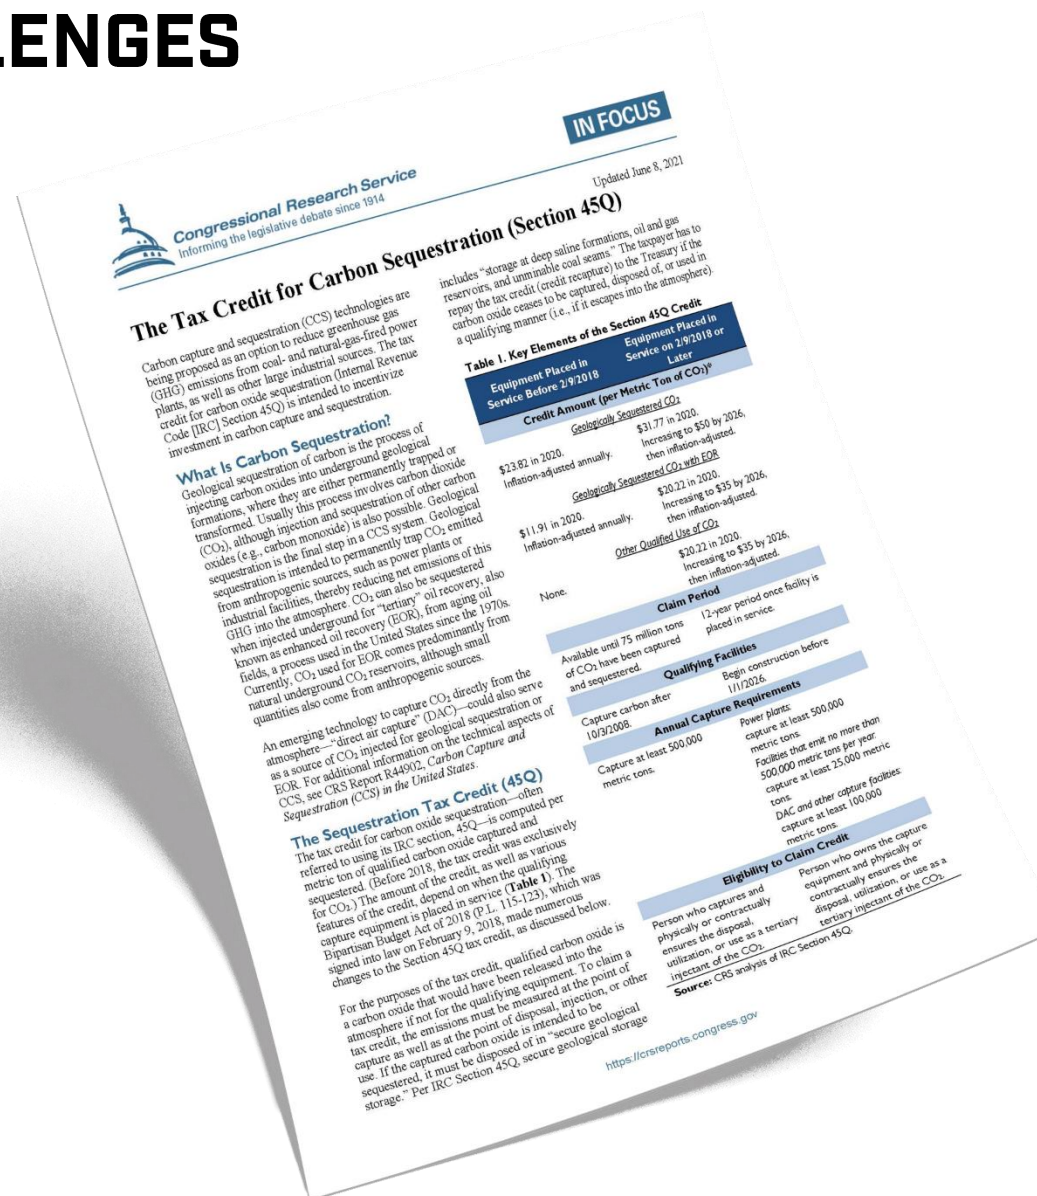 LENGES
IN FOCUS
Congressional Research Service
Informing the legislative debate since 1914
Updated June 8, 2021
The Tax Credit for Carbon Sequestration (Section 45Q)
Carbon capture and sequestration (CCS) technologies are
being proposed as an option to reduce greenhouse gas
(GHG) emissions from coal- and natural-gas-fired power
plants, as well as other large industrial sources. The tax
credit for carbon oxide sequestration (Internal Revenue
Code [IRC] Section 45Q) is intended to incentivize
investment in carbon capture and sequestration.
What Is Carbon Sequestration?
Geological sequestration of carbon is the process of
injecting carbon oxides into underground geological
formations, where they are either permanently trapped or
transformed. Usually this process involves carbon dioxide
(CO₂), although injection and sequestration of other carbon
oxides (e.g., carbon monoxide) is also possible. Geological
sequestration is the final step in a CCS system. Geological
sequestration is intended to permanently trap CO₂ emitted
from anthropogenic sources, such as power plants or
industrial facilities, thereby reducing net emissions of this
GHG into the atmosphere. CO₂ can also be sequestered
when injected underground for "tertiary" oil recovery, also
known as enhanced oil recovery (EOR), from aging oil
fields, a process used in the United States since the 1970s.
Currently, CO₂ used for EOR comes predominantly from
natural underground CO₂ reservoirs, although small
quantities also come from anthropogenic sources.
An emerging technology to capture CO₂ directly from the
atmosphere—"direct air capture" (DAC)—could also serve
as a source of CO₂ injected for geological sequestration or
EOR. For additional information on the technical aspects of
CCS, see CRS Report R44902, Carbon Capture and
Sequestration (CCS) in the United States.
The Sequestration Tax Credit (45Q)
The tax credit for carbon oxide sequestration—often
referred to using its IRC section, 45Q—is computed per
metric ton of qualified carbon oxide captured and
sequestered. (Before 2018, the tax credit was exclusively
for CO₂.) The amount of the credit, as well as various
features of the credit, depend on when the qualifying
capture equipment is placed in service (Table 1). The
Bipartisan Budget Act of 2018 (P.L. 115-123), which was
signed into law on February 9, 2018, made numerous
changes to the Section 45Q tax credit, as discussed below.
For the purposes of the tax credit, qualified carbon oxide is
a carbon oxide that would have been released into the
atmosphere if not for the qualifying equipment. To claim a
tax credit, the emissions must be measured at the point of
capture as well as at the point of disposal, injection, or other
use. If the captured carbon oxide is intended to be
sequestered, it must be disposed of in "secure geological
storage." Per IRC Section 45Q, secure geological storage
includes "storage at deep saline formations, oil and gas
reservoirs, and unminable coal seams." The taxpayer has to
repay the tax credit (credit recapture) to the Treasury if the
carbon oxide ceases to be captured, disposed of, or used in
a qualifying manner (i.e., if it escapes into the atmosphere).
Table 1. Key Elements of the Section 45Q Credit
Equipment Placed in
Service Before 2/9/2018
Equipment Placed in
Service on 2/9/2018 or
Later
Credit Amount (per Metric Ton of CO₂)*
Geologically Sequestered CO₂
$23.82 in 2020.
Inflation-adjusted annually.
$31.77 in 2020.
Increasing to $50 by 2026,
then inflation-adjusted.
Geologically Sequestered CO₂ with EOR
$11.91 in 2020.
Inflation-adjusted annually.
$20.22 in 2020.
Increasing to $35 by 2026,
then inflation-adjusted.
Other Qualified Use of CO₂
None.
$20.22 in 2020.
Increasing to $35 by 2026,
then inflation-adjusted.
Claim Period
Available until 75 million tons
of CO₂ have been captured
and sequestered.
12-year period once facility is
placed in service.
Qualifying Facilities
Capture carbon after
10/3/2008.
Begin construction before
1/1/2026.
Annual Capture Requirements
Capture at least 500,000
metric tons.
Power plants:
capture at least 500,000
metric tons.
Facilities that emit no more than
500,000 metric tons per year:
capture at least 25,000 metric
tons.
DAC and other capture facilities:
capture at least 100,000
metric tons.
Eligibility to Claim Credit
Person who captures and
physically or contractually
ensures the disposal,
utilization, or use as a tertiary
injectant of the CO₂.
Person who owns the capture
equipment and physically or
contractually ensures the
disposal, utilization, or use as a
tertiary injectant of the CO₂.
Source: CRS analysis of IRC Section 45Q.
https://crsreports.congress.gov